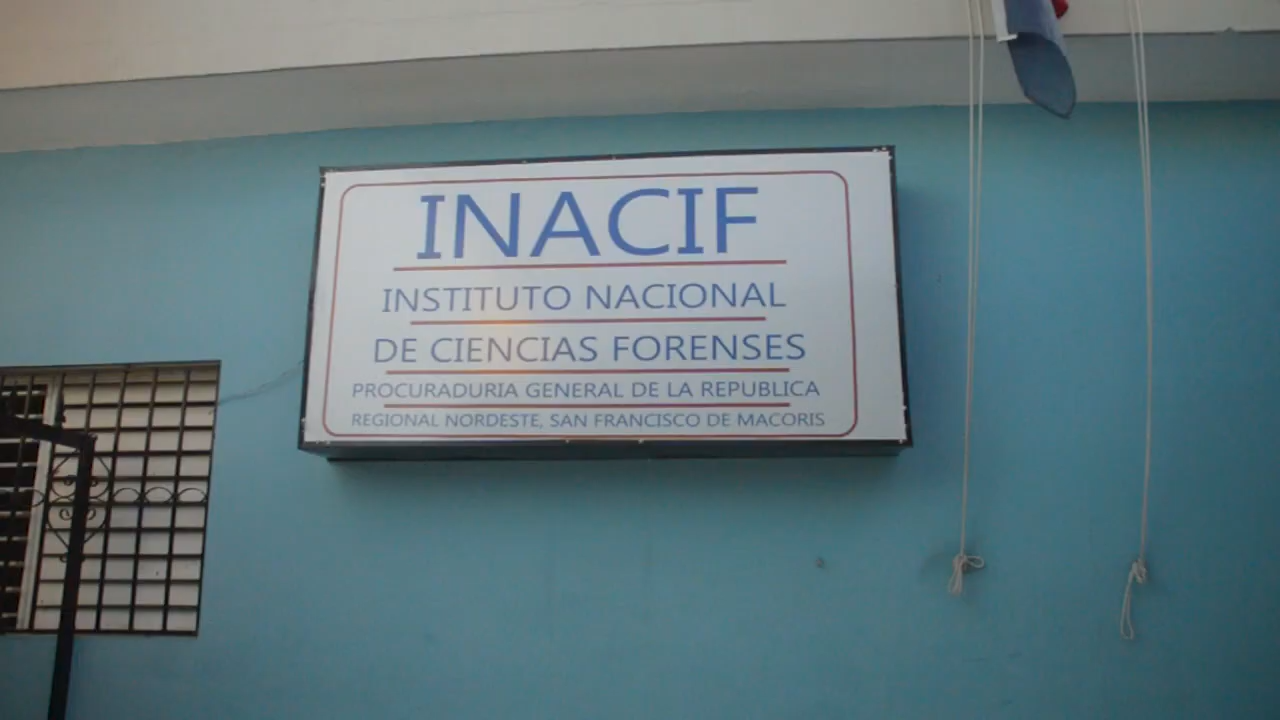 INACIF
INSTITUTO NACIONAL
DE CIENCIAS FORENSES
PROCURADURIA GENERAL DE LA REPUBLICA
REGIONAL NORDESTE, SAN FRANCISCO DE MACORIS